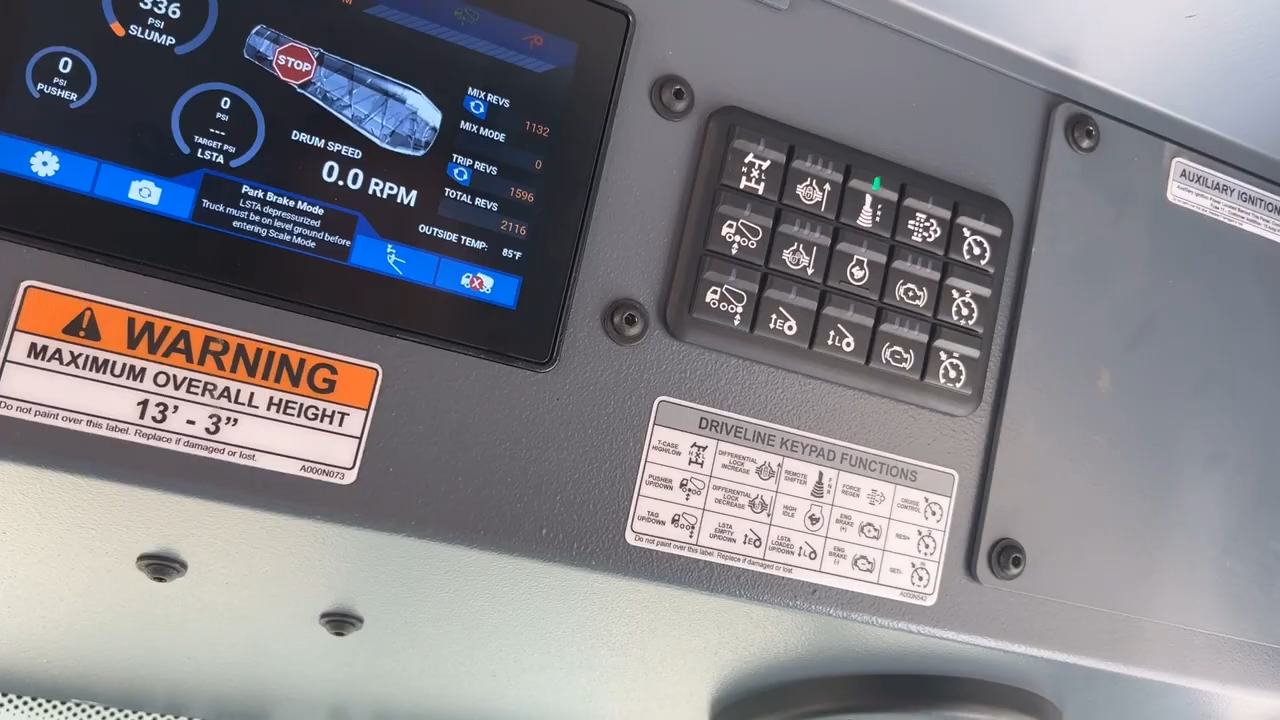 336
PSI
SLUMP
0
PSI
PUSHER
0
PSI
---
TARGET PSI
LSTA
STOP
DRUM SPEED
0.0 RPM
MIX REVS
1132
MIX MODE
0
TRIP REVS
1596
TOTAL REVS
2116
OUTSIDE TEMP: 85°F
Park Brake Mode
LSTA depressurized
Truck must be on level ground before
entering Scale Mode
WARNING
MAXIMUM OVERALL HEIGHT
13' - 3"
Do not paint over this label. Replace if damaged or lost.
A000N073
H L
F N R
E
L
DRIVELINE KEYPAD FUNCTIONS
T-CASE
HIGH/LOW
DIFFERENTIAL
LOCK
INCREASE
REMOTE
SHIFTER
F N R
FORCE
REGEN
CRUISE
CONTROL
PUSHER
UP/DOWN
DIFFERENTIAL
LOCK
DECREASE
HIGH
IDLE
ENG
BRAKE
(+)
RES/+
TAG
UP/DOWN
LSTA
EMPTY
UP/DOWN
E
LSTA
LOADED
UP/DOWN
L
ENG
BRAKE
(-)
SET/-
Do not paint over this label. Replace if damaged or lost.
A000N542
AUXILIARY IGNITION